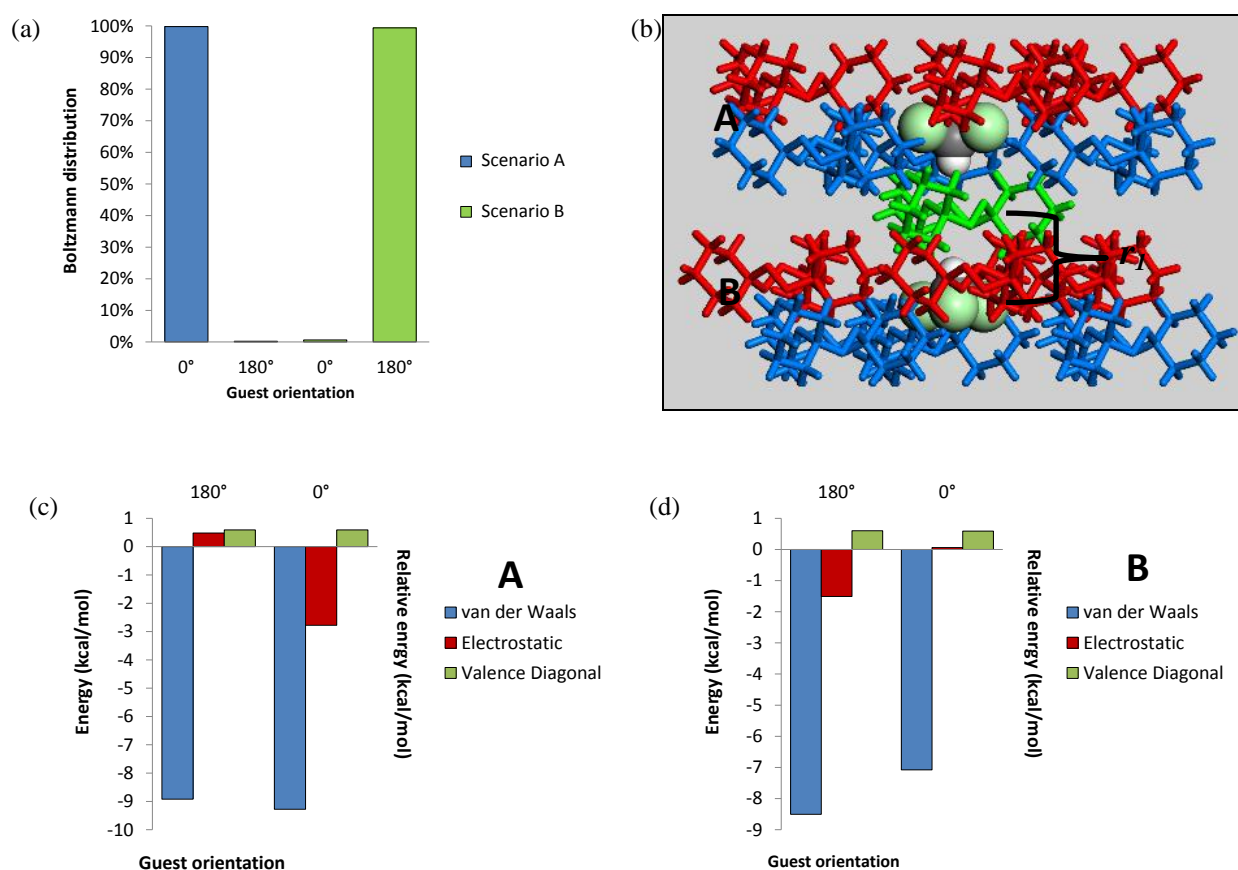 (a)
100%
90%
80%
70%
60%
50%
40%
30%
20%
10%
0%
Boltzmann distribution
0° 180° 0° 180°
Guest orientation
Scenario A
Scenario B
(b)
A
B
r1
(c)
180° 0°
1
0
-1
-2
-3
-4
-5
-6
-7
-8
-9
-10
Energy (kcal/mol)
Relative enrgy (kcal/mol)
Guest orientation
A
van der Waals
Electrostatic
Valence Diagonal
(d)
180° 0°
1
0
-1
-2
-3
-4
-5
-6
-7
-8
-9
Energy (kcal/mol)
Relative enrgy (kcal/mol)
Guest orientation
B
van der Waals
Electrostatic
Valence Diagonal